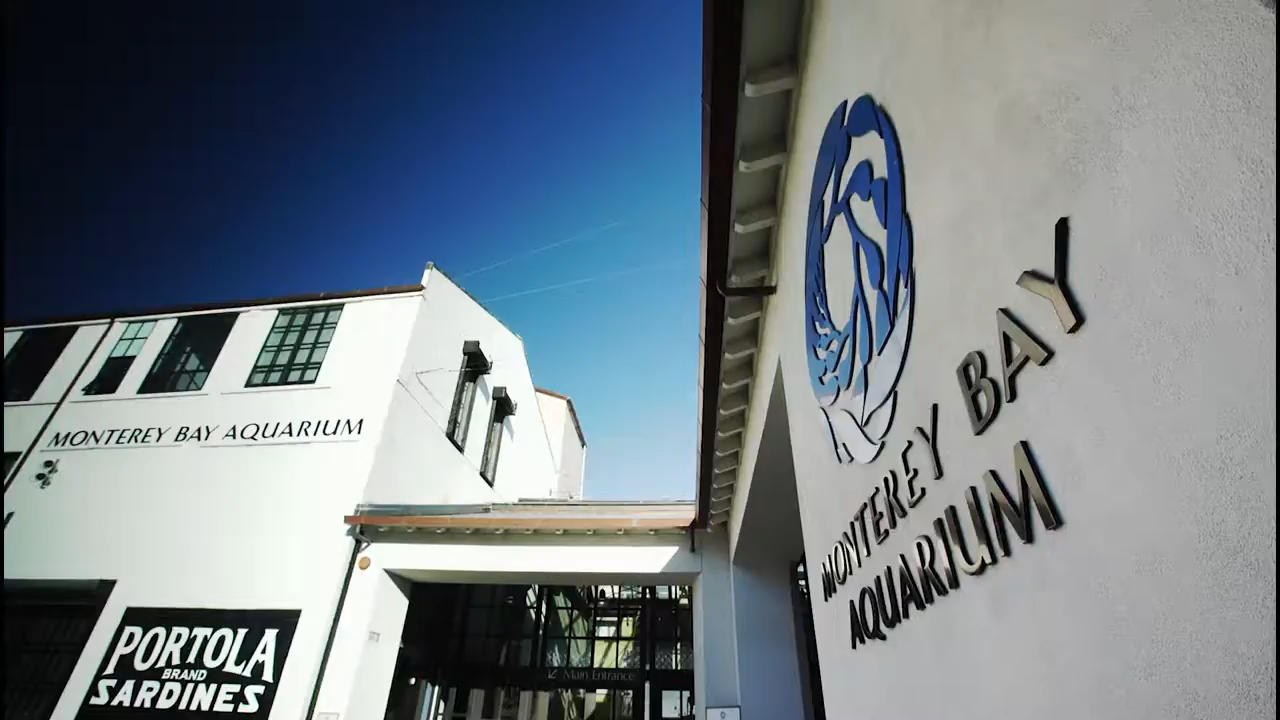 MONTEREY BAY AQUARIUM
PORTOLA
BRAND
SARDINES
Main Entrance
MONTEREY BAY
AQUARIUM